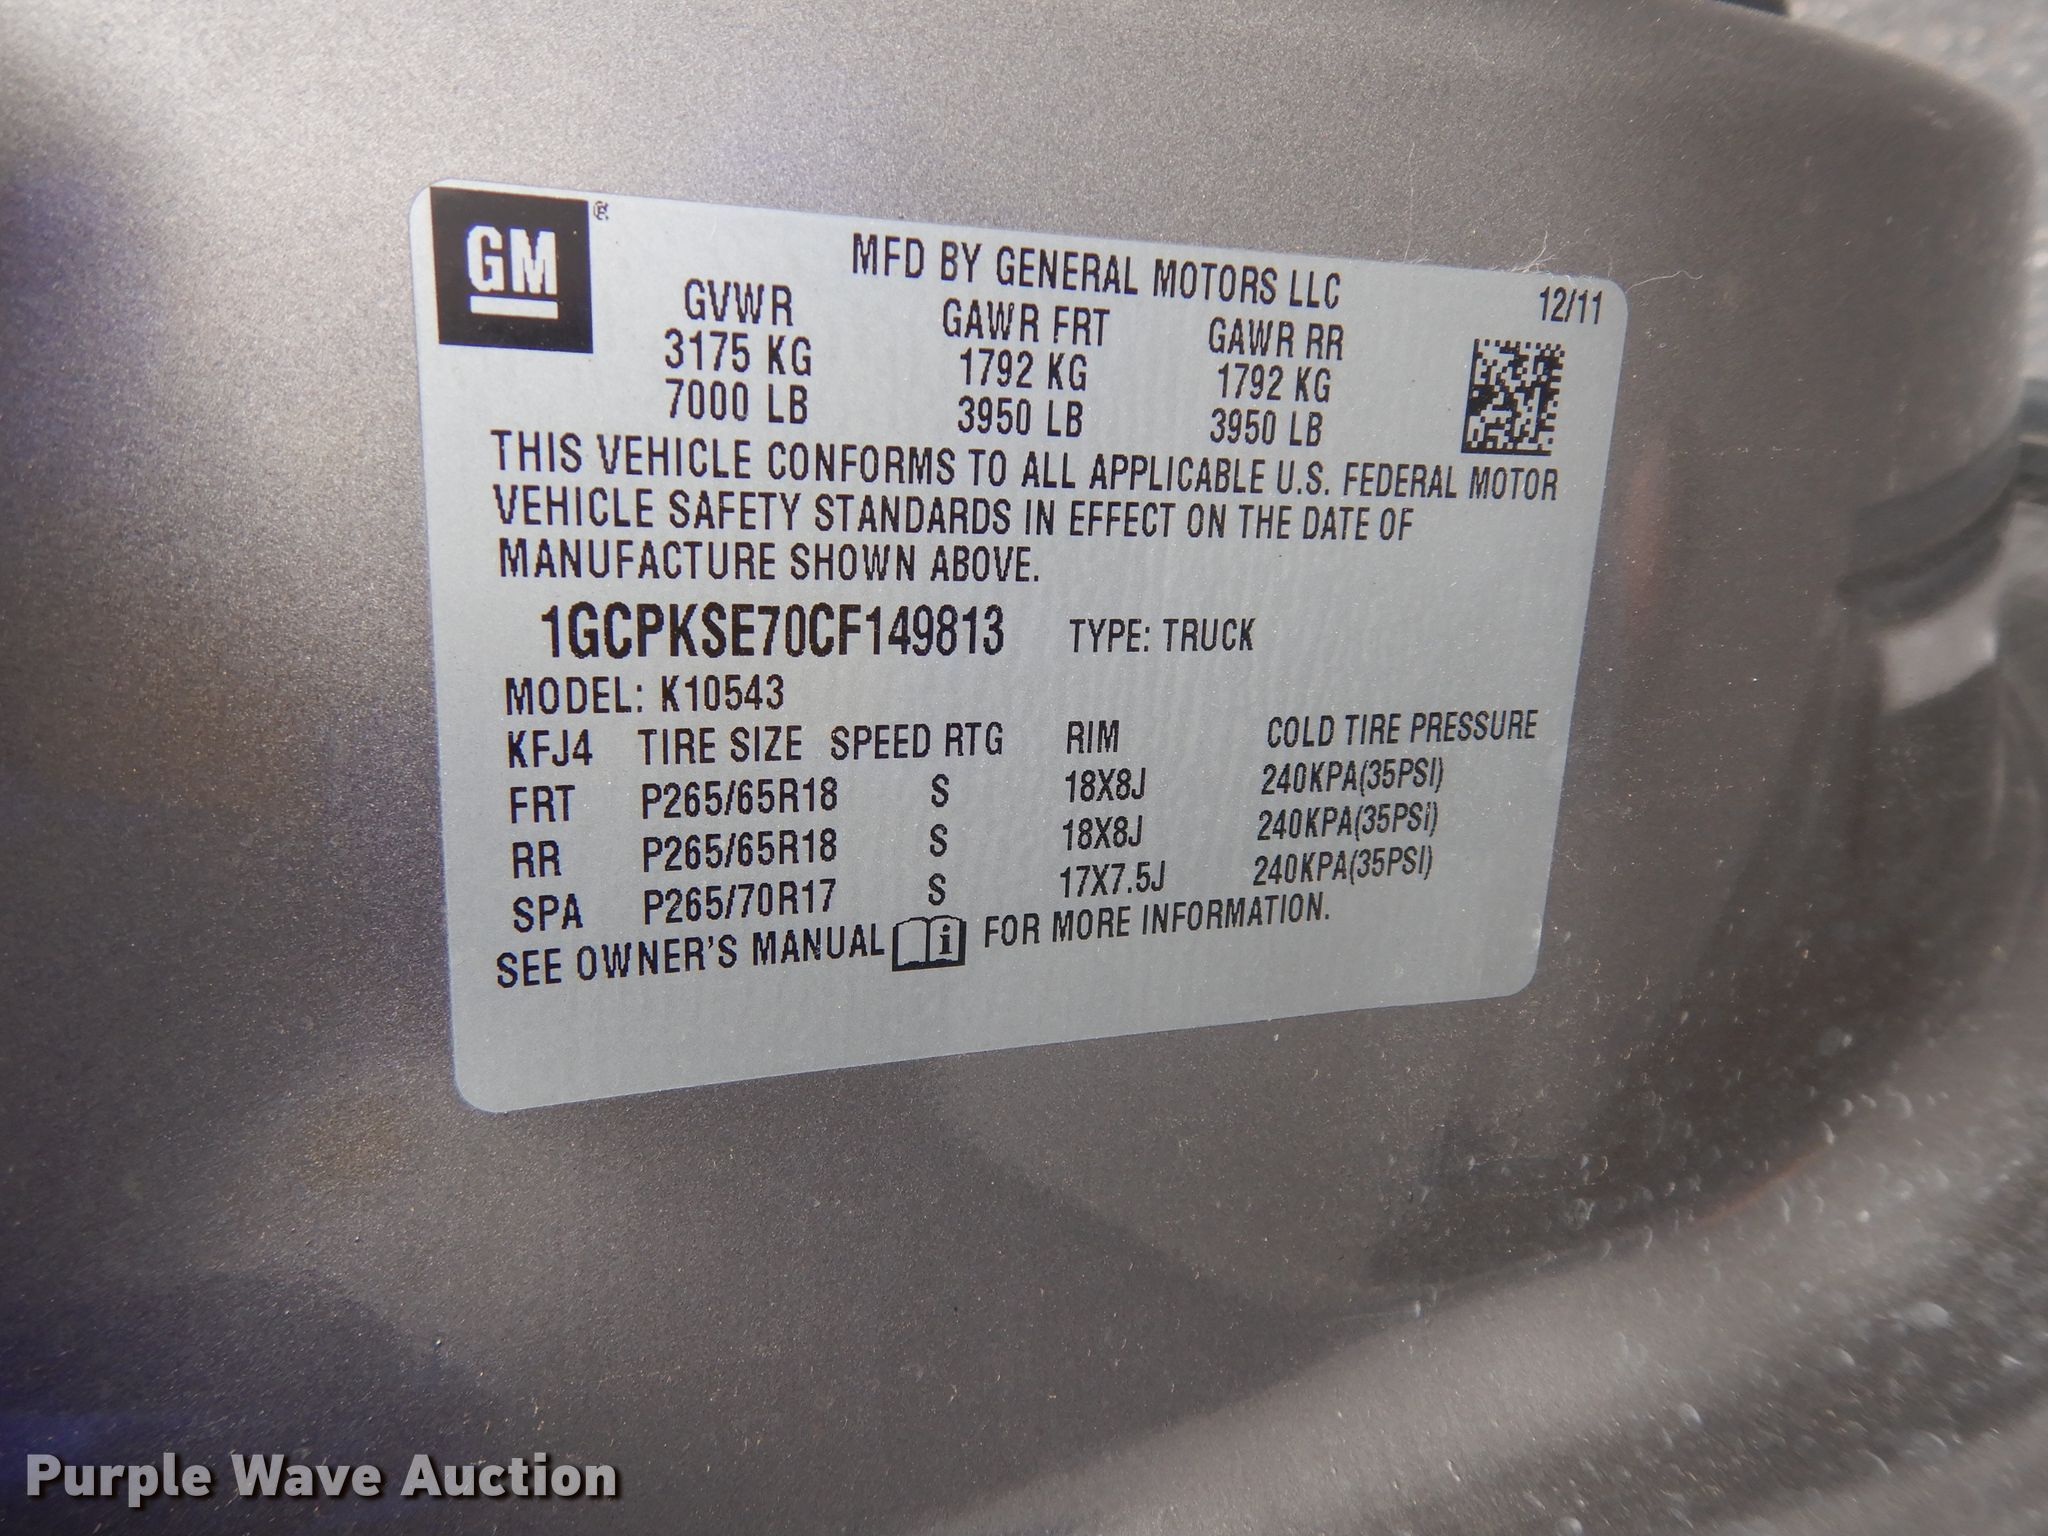 GM ®
MFD BY GENERAL MOTORS LLC 12/11
GVWR GAWR FRT GAWR RR
3175 KG 1792 KG 1792 KG
7000 LB 3950 LB 3950 LB
THIS VEHICLE CONFORMS TO ALL APPLICABLE U.S. FEDERAL MOTOR
VEHICLE SAFETY STANDARDS IN EFFECT ON THE DATE OF
MANUFACTURE SHOWN ABOVE.
1GCPKSE70CF149813 TYPE: TRUCK
MODEL: K10543
KFJ4 TIRE SIZE SPEED RTG RIM COLD TIRE PRESSURE
FRT P265/65R18 S 18X8J 240KPA(35PSI)
RR P265/65R18 S 18X8J 240KPA(35PSI)
SPA P265/70R17 S 17X7.5J 240KPA(35PSI)
SEE OWNER'S MANUAL i FOR MORE INFORMATION.
Purple Wave Auction